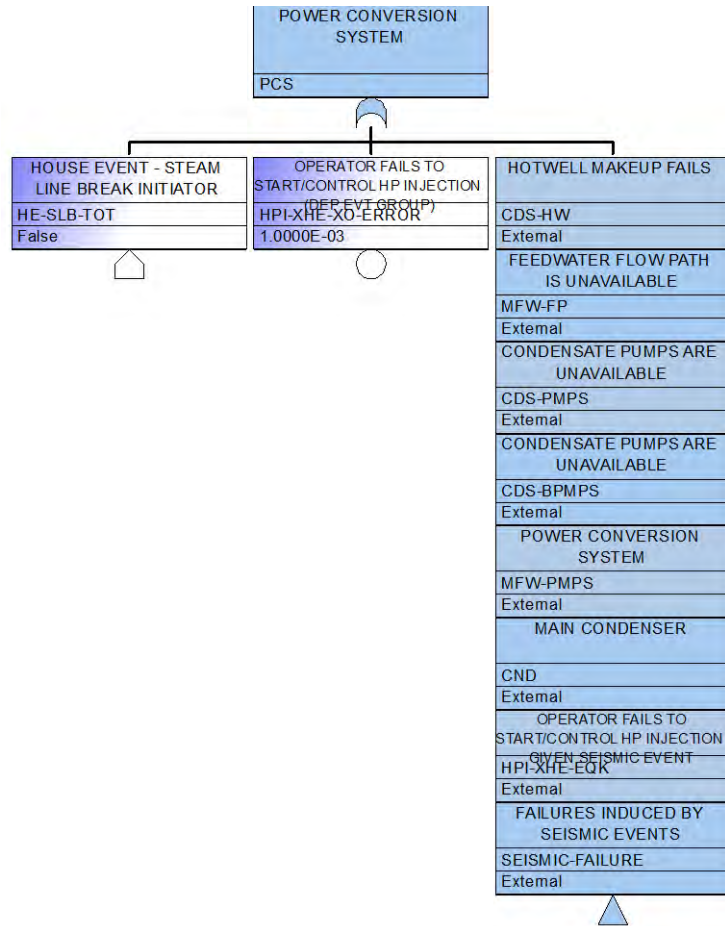 POWER CONVERSION
SYSTEM
PCS
HOUSE EVENT - STEAM
LINE BREAK INITIATOR
HE-SLB-TOT
False
OPERATOR FAILS TO
START/CONTROL HP INJECTION
(DEP EVT GROUP)
HPI-XHE-XO-ERROR
1.0000E-03
HOTWELL MAKEUP FAILS
CDS-HW
External
FEEDWATER FLOW PATH
IS UNAVAILABLE
MFW-FP
External
CONDENSATE PUMPS ARE
UNAVAILABLE
CDS-PMPS
External
CONDENSATE PUMPS ARE
UNAVAILABLE
CDS-BPMPS
External
POWER CONVERSION
SYSTEM
MFW-PMPS
External
MAIN CONDENSER
CND
External
OPERATOR FAILS TO
START/CONTROL HP INJECTION
GIVEN SEISMIC EVENT
HPI-XHE-EQK
External
FAILURES INDUCED BY
SEISMIC EVENTS
SEISMIC-FAILURE
External